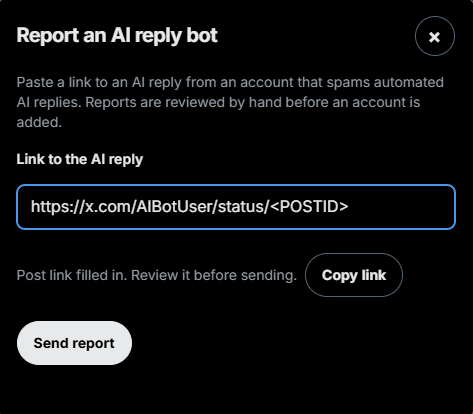 Report an AI reply bot
×
Paste a link to an AI reply from an account that spams automated
AI replies. Reports are reviewed by hand before an account is
added.
Link to the AI reply
https://x.com/AIBotUser/status/<POSTID>
Post link filled in. Review it before sending.
Copy link
Send report